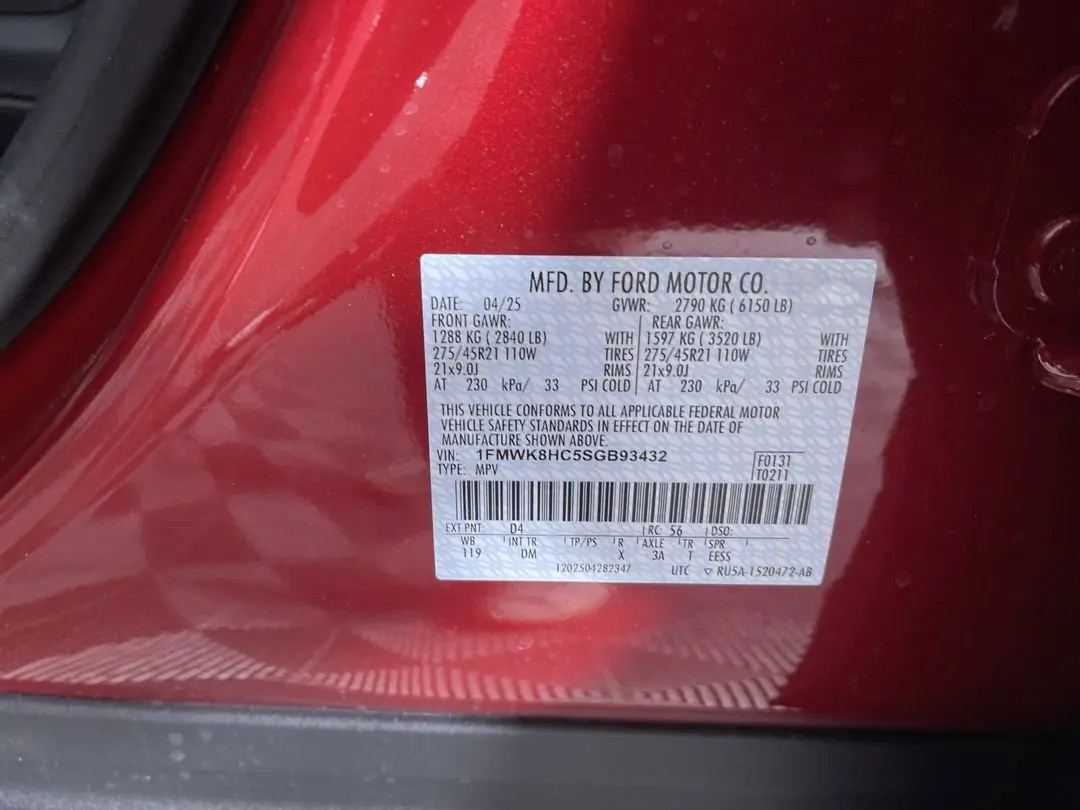 MFD. BY FORD MOTOR CO.
DATE: 04/25 GVWR: 2790 KG ( 6150 LB)
FRONT GAWR: REAR GAWR:
1288 KG ( 2840 LB) WITH 1597 KG ( 3520 LB) WITH
275/45R21 110W TIRES 275/45R21 110W TIRES
21x9.0J RIMS 21x9.0J RIMS
AT 230 kPa/ 33 PSI COLD AT 230 kPa/ 33 PSI COLD
THIS VEHICLE CONFORMS TO ALL APPLICABLE FEDERAL MOTOR
VEHICLE SAFETY STANDARDS IN EFFECT ON THE DATE OF
MANUFACTURE SHOWN ABOVE.
VIN: 1FMWK8HC5SGB93432 F0131
TYPE: MPV T0211
EXT PNT: D4 RC: 56 DSO:
WB INT TR TP/PS R AXLE TR SPR
119 DM X 3A T EESS
1202504282347 UTC RU5A-1520472-AB